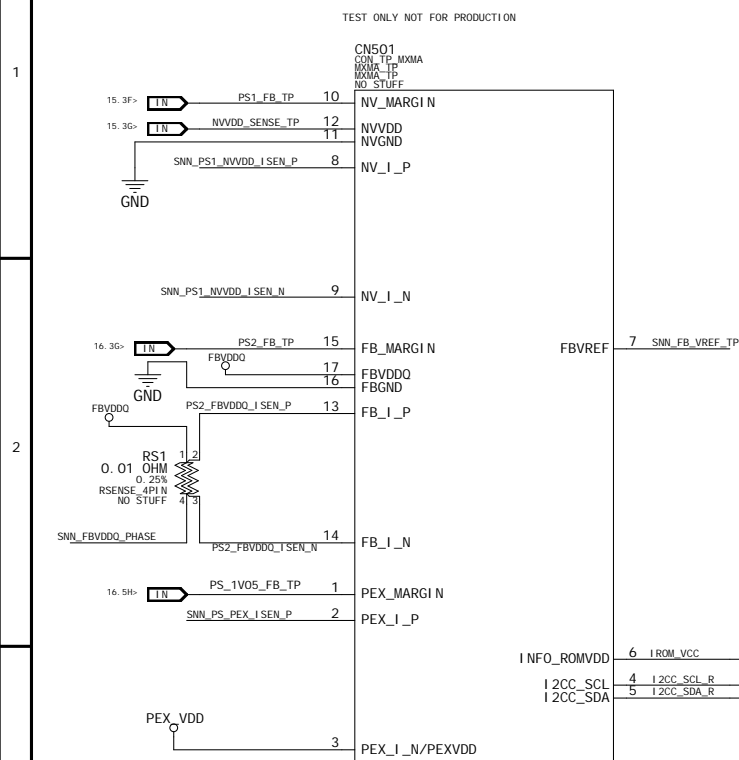 TEST ONLY NOT FOR PRODUCTION
1
CN501
CON_TP_MXMA
MXMA_TP
MXMA_TP
NO STUFF
15.3F> IN PS1_FB_TP 10 NV_MARGIN
15.3G> IN NVVDD_SENSE_TP 12 NVVDD
11 NVGND
SNN_PS1_NVVDD_ISEN_P 8 NV_I_P
GND
SNN_PS1_NVVDD_ISEN_N 9 NV_I_N
16.3G> IN PS2_FB_TP 15 FB_MARGIN
FBVREF 7 SNN_FB_VREF_TP
FBVDDQ 17 FBVDDQ
16 FBGND
GND
FBVDDQ PS2_FBVDDQ_ISEN_P 13 FB_I_P
2
RS1 1 2
0.01 OHM
0.25%
RSENSE_4PIN
NO STUFF 4 3
SNN_FBVDDQ_PHASE PS2_FBVDDQ_ISEN_N 14 FB_I_N
16.5H> IN PS_1V05_FB_TP 1 PEX_MARGIN
SNN_PS_PEX_ISEN_P 2 PEX_I_P
INFO_ROMVDD 6 IROM_VCC
I2CC_SCL 4 I2CC_SCL_R
I2CC_SDA 5 I2CC_SDA_R
PEX_VDD
3 PEX_I_N/PEXVDD